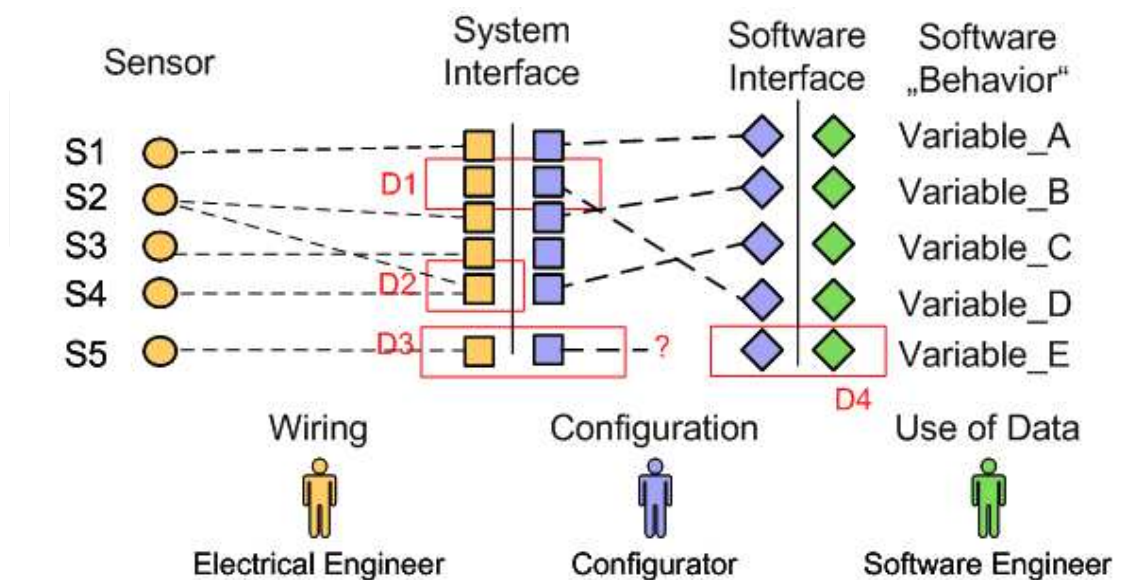 Sensor
System
Interface
Software
Interface
Software
„Behavior“
S1
S2
S3
S4
S5
D1
D2
D3
?
D4
Variable_A
Variable_B
Variable_C
Variable_D
Variable_E
Wiring
Configuration
Use of Data
Electrical Engineer
Configurator
Software Engineer